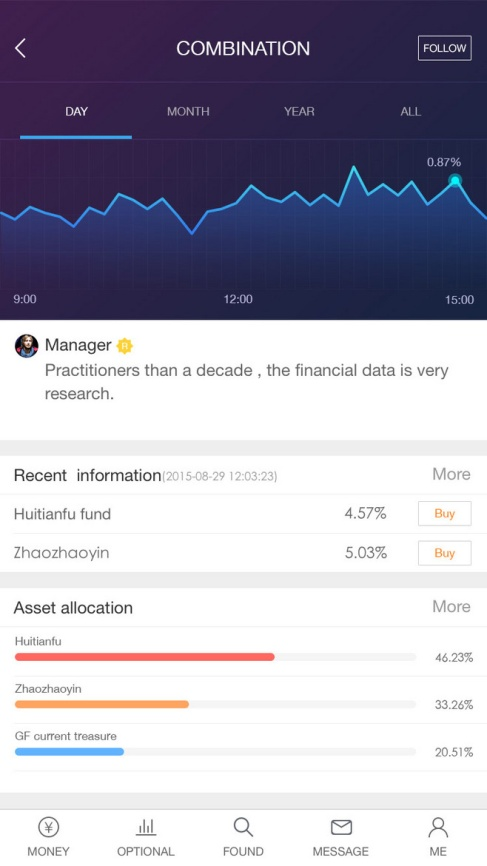 COMBINATION
FOLLOW
DAY MONTH YEAR ALL
0.87%
9:00 12:00 15:00
Manager
Practitioners than a decade , the financial data is very
research.
Recent information(2015-08-29 12:03:23) More
Huitianfu fund 4.57% Buy
Zhaozhaoyin 5.03% Buy
Asset allocation More
Huitianfu
46.23%
Zhaozhaoyin
33.26%
GF current treasure
20.51%
¥
MONEY OPTIONAL FOUND MESSAGE ME